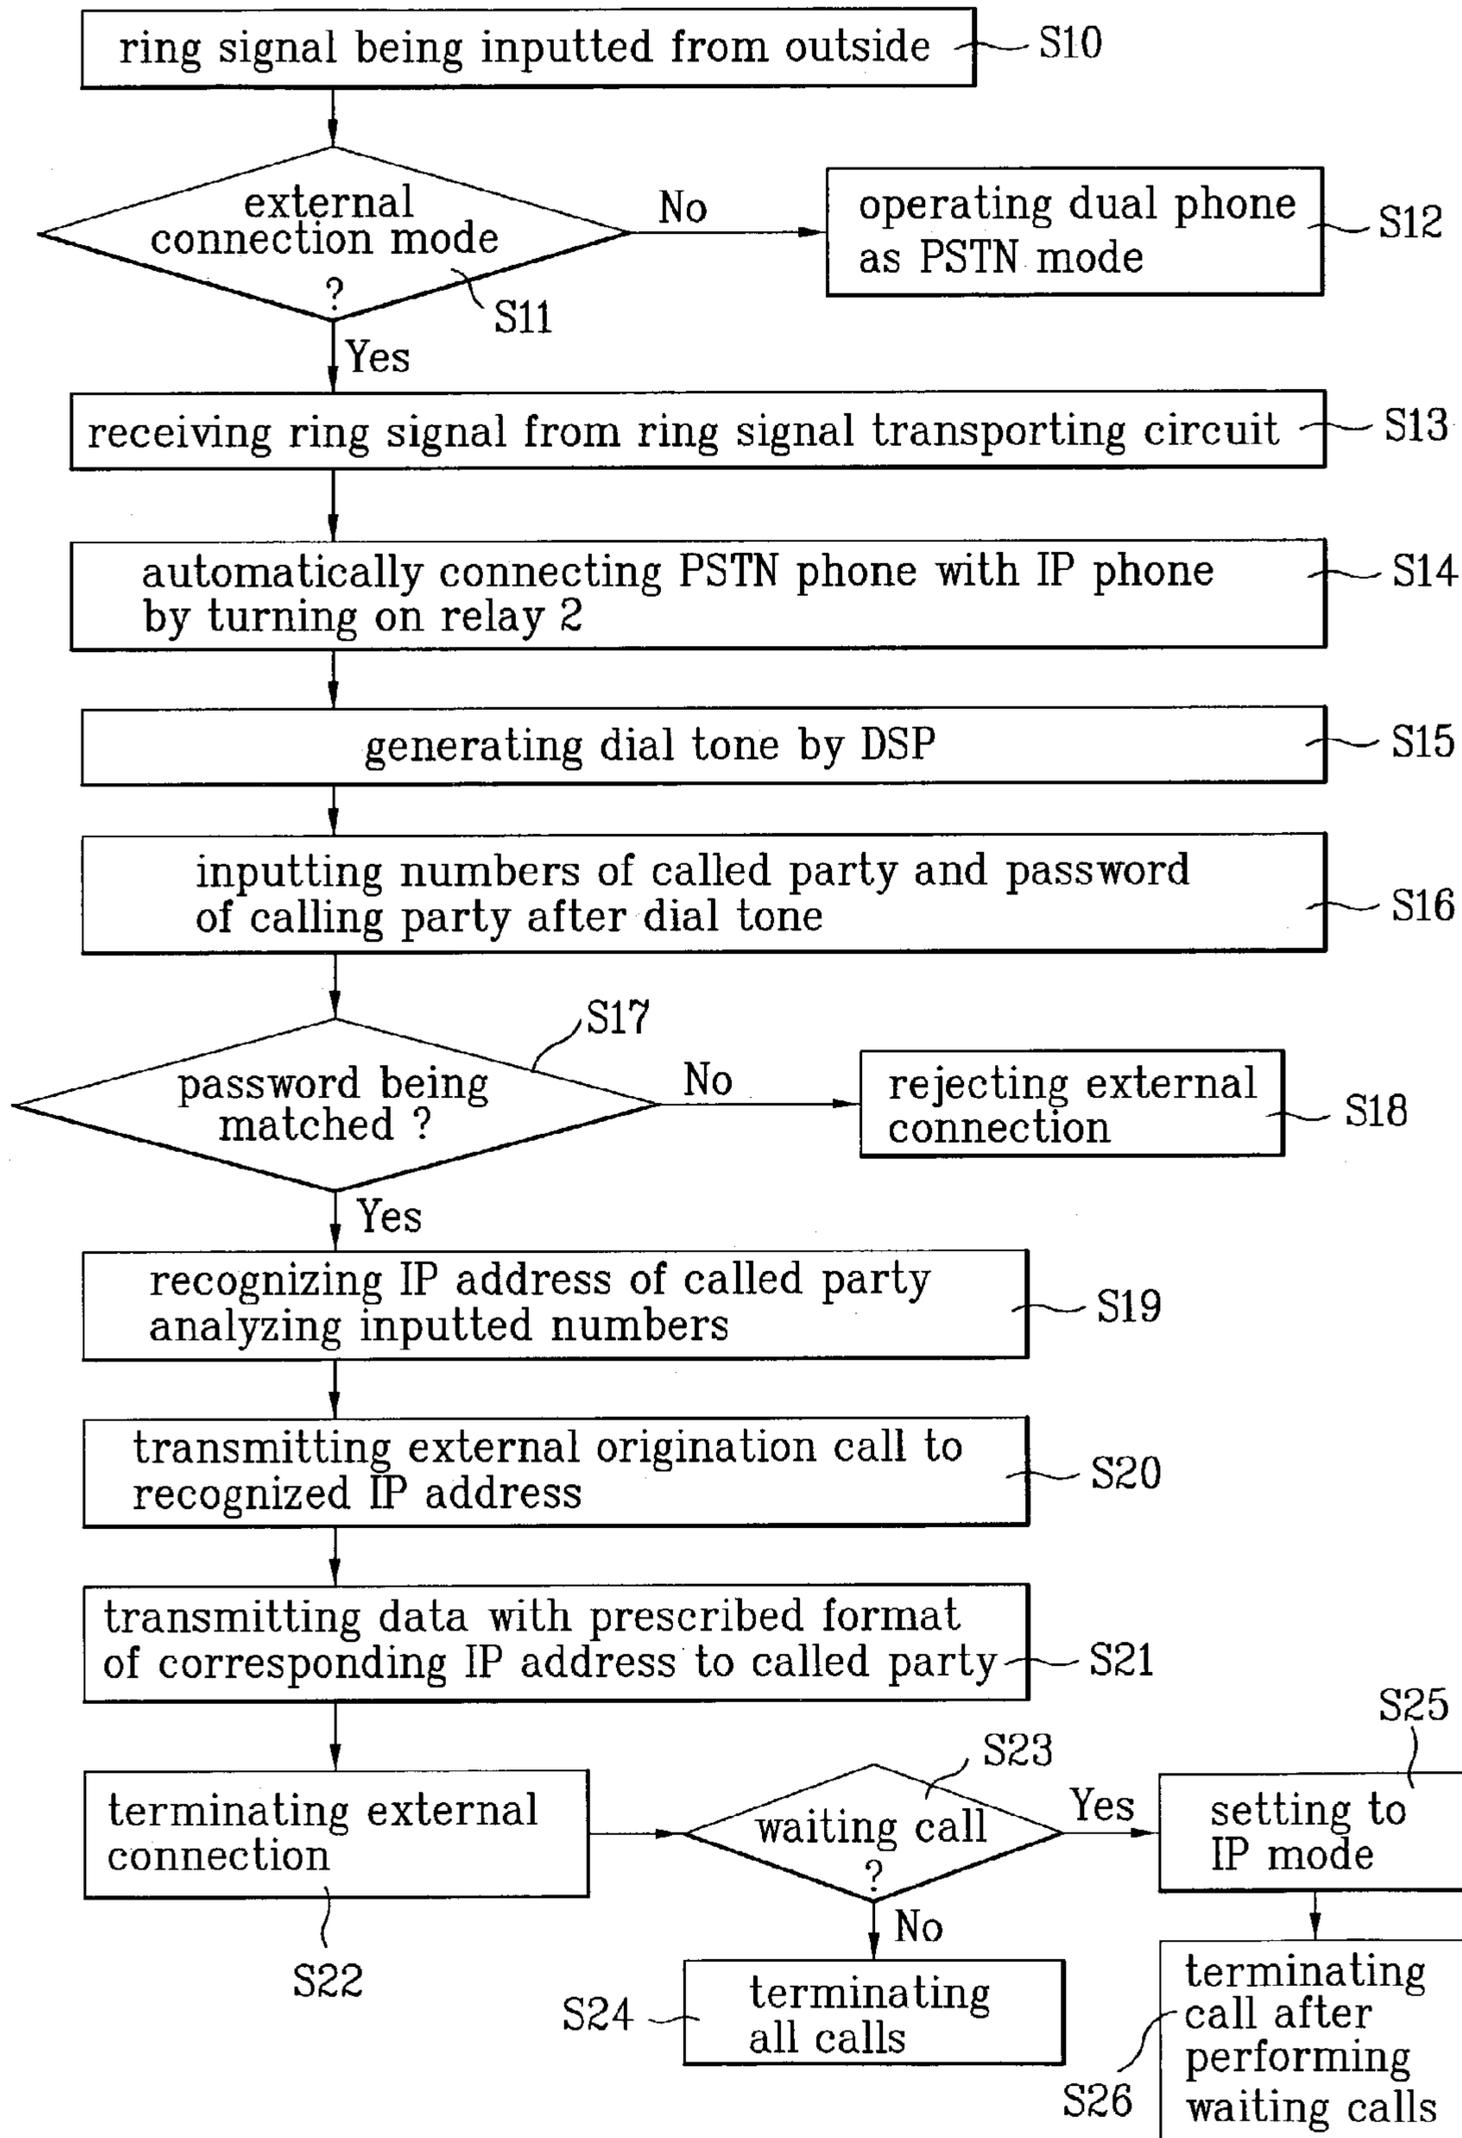 ring signal being inputted from outside
S10
external
connection mode
?
S11
No
operating dual phone
as PSTN mode
S12
Yes
receiving ring signal from ring signal transporting circuit
S13
automatically connecting PSTN phone with IP phone
by turning on relay 2
S14
generating dial tone by DSP
S15
inputting numbers of called party and password
of calling party after dial tone
S16
S17
password being
matched ?
No
rejecting external
connection
S18
Yes
recognizing IP address of called party
analyzing inputted numbers
S19
transmitting external origination call to
recognized IP address
S20
transmitting data with prescribed format
of corresponding IP address to called party
S21
terminating external
connection
S22
S23
waiting call
?
Yes
S25
setting to
IP mode
No
S24
terminating
all calls
terminating
call after
performing
waiting calls
S26